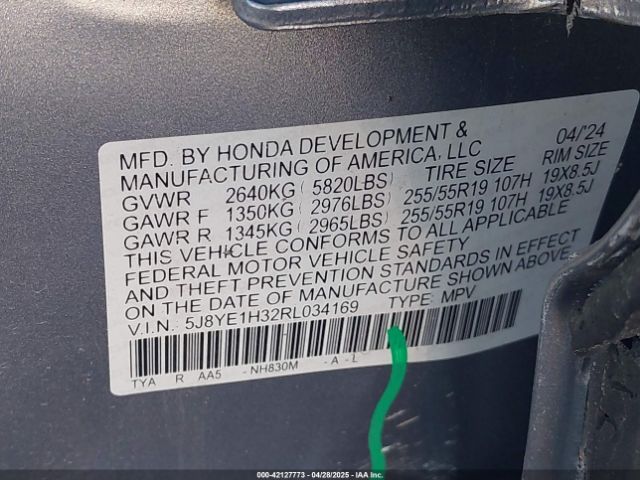 MFD. BY HONDA DEVELOPMENT & 04/'24
MANUFACTURING OF AMERICA, LLC
TIRE SIZE RIM SIZE
GVWR 2640KG( 5820LBS)
GAWR F 1350KG( 2976LBS) 255/55R19 107H 19X8.5J
GAWR R 1345KG( 2965LBS) 255/55R19 107H 19X8.5J
THIS VEHICLE CONFORMS TO ALL APPLICABLE
FEDERAL MOTOR VEHICLE SAFETY
AND THEFT PREVENTION STANDARDS IN EFFECT
ON THE DATE OF MANUFACTURE SHOWN ABOVE.
V.I.N.: 5J8YE1H32RL034169 TYPE: MPV
TYA R AA5 -NH830M -A-L
000-42127773 - 04/28/2025 - IAAI.COM